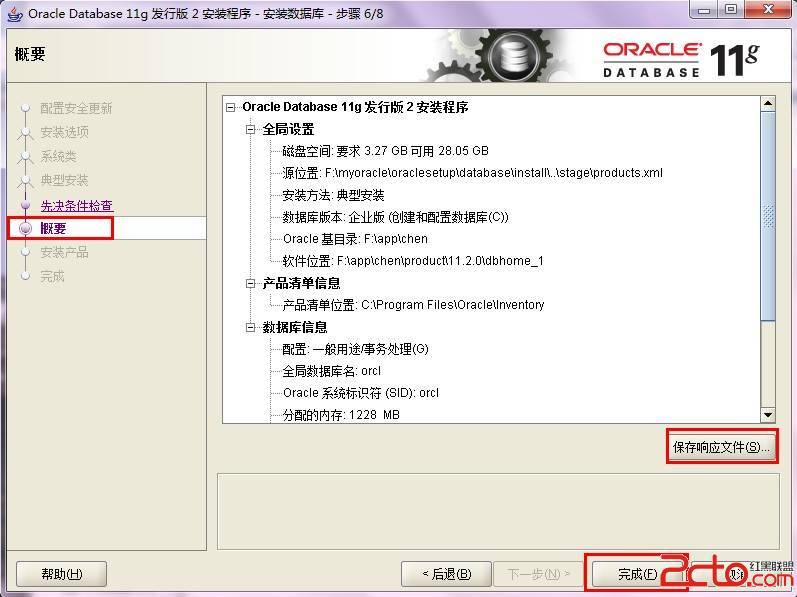 Oracle Database 11g 发行版 2 安装程序 - 安装数据库 - 步骤 6/8
概要
ORACLE 11g
DATABASE
配置安全更新
安装选项
系统类
典型安装
先决条件检查
概要
安装产品
完成
Oracle Database 11g 发行版 2 安装程序
全局设置
磁盘空间: 要求 3.27 GB 可用 28.05 GB
源位置: F:\myoracle\oraclesetup\database\install\..\stage\products.xml
安装方法: 典型安装
数据库版本: 企业版 (创建和配置数据库(C))
Oracle 基目录: F:\app\chen
软件位置: F:\app\chen\product\11.2.0\dbhome_1
产品清单信息
产品清单位置: C:\Program Files\Oracle\Inventory
数据库信息
配置: 一般用途/事务处理(G)
全局数据库名: orcl
Oracle 系统标识符 (SID): orcl
分配的内存: 1228 MB
保存响应文件(S)...
帮助(H)
< 后退(B)
下一步(N) >
完成(F)
2cto.com
红黑联盟